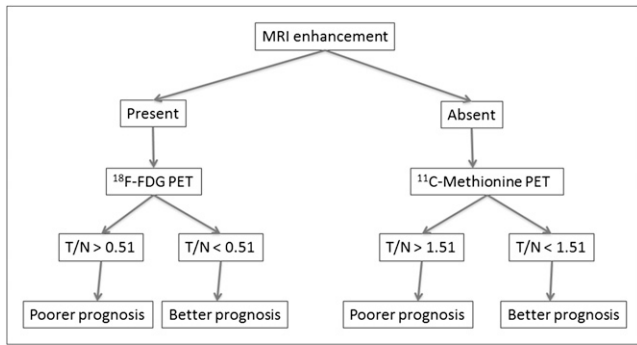 MRI enhancement
Present
Absent
¹⁸F-FDG PET
¹¹C-Methionine PET
T/N > 0.51
T/N < 0.51
T/N > 1.51
T/N < 1.51
Poorer prognosis
Better prognosis
Poorer prognosis
Better prognosis